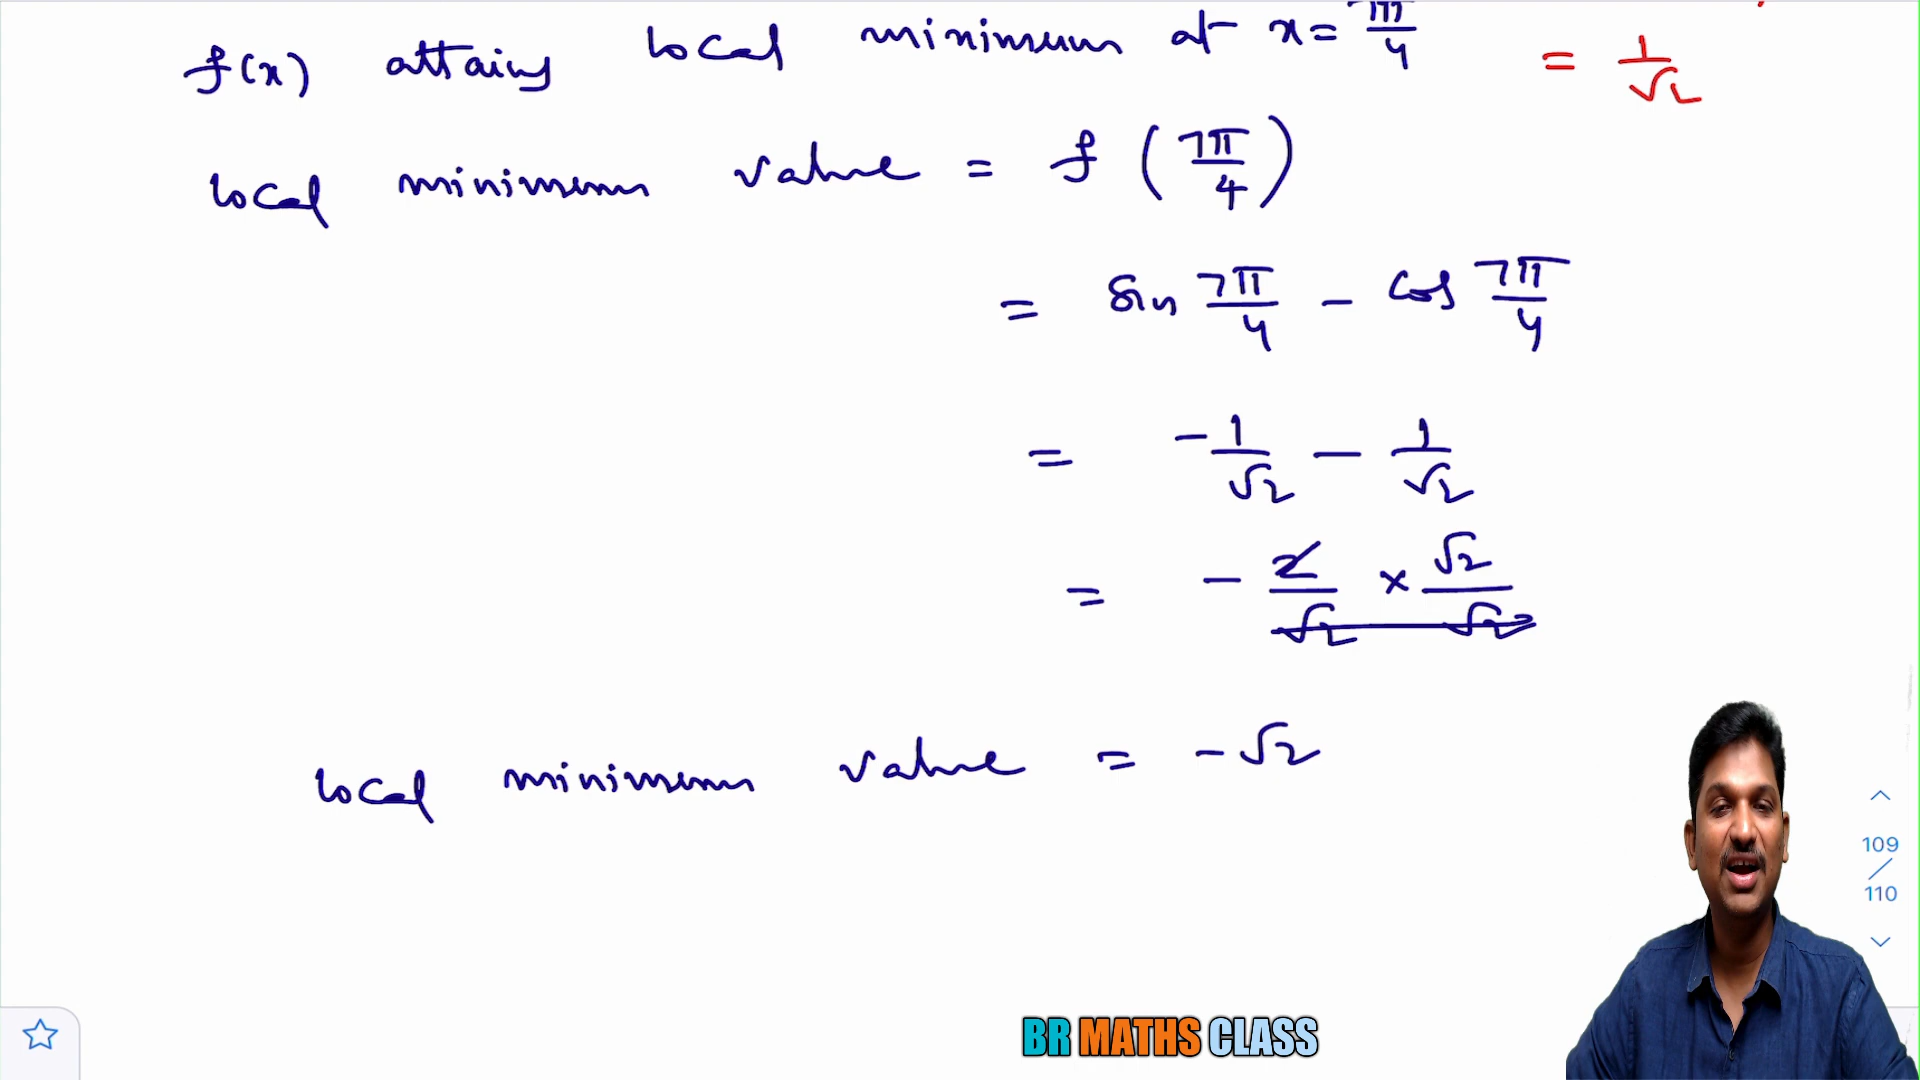 f(x) attains local minimum at x = 7π/4
= 1/√2
local minimum value = f (7π/4)
= Sin 7π/4 - Cos 7π/4
= -1/√2 - 1/√2
= - 2/√2 × √2/√2
local minimum value = -√2
109
/
110
BR MATHS CLASS